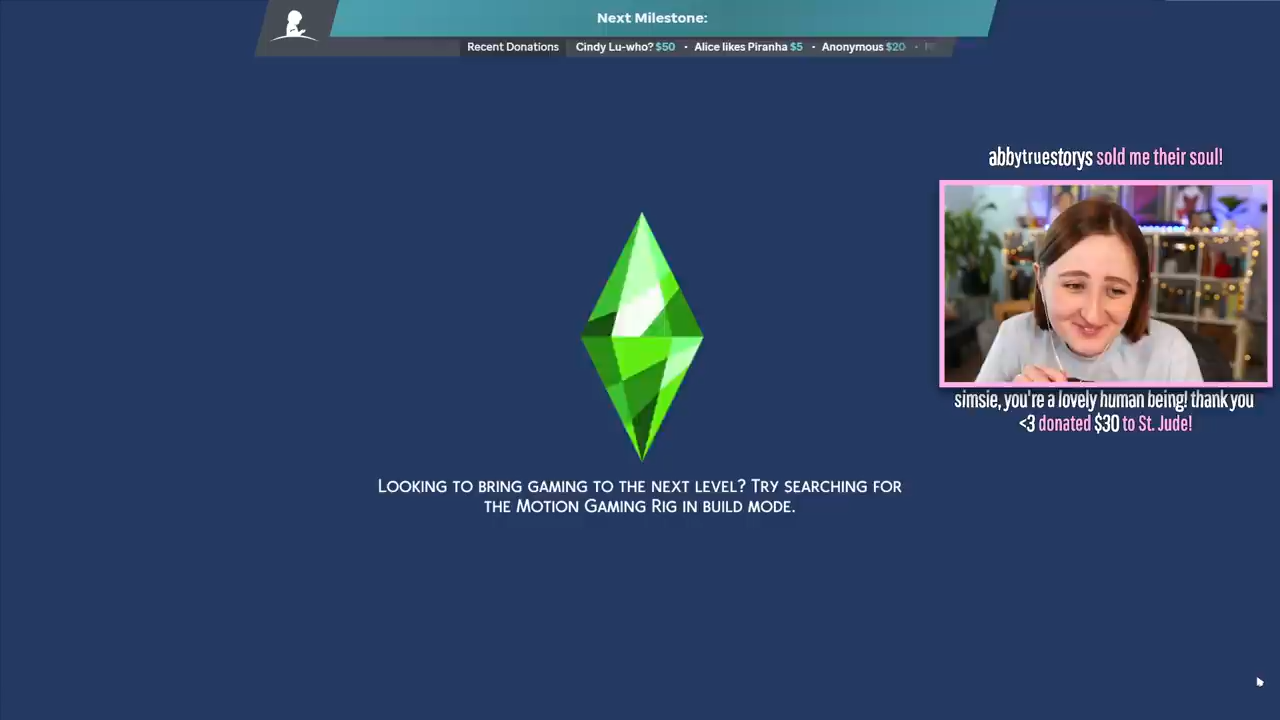 Next Milestone:
Recent Donations Cindy Lu-who? $50 · Alice likes Piranha $5 · Anonymous $20
abbytruestorys sold me their soul!
simsie, you're a lovely human being! thank you
<3 donated $30 to St. Jude!
LOOKING TO BRING GAMING TO THE NEXT LEVEL? TRY SEARCHING FOR
THE MOTION GAMING RIG IN BUILD MODE.